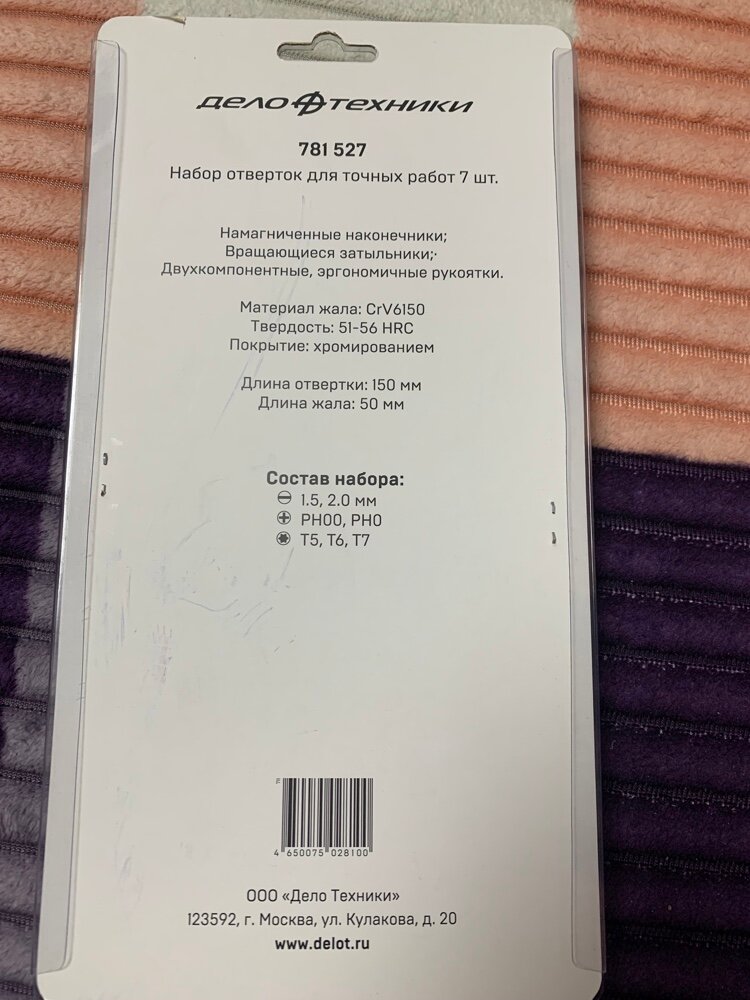 дело техники
781 527
Набор отверток для точных работ 7 шт.
Намагниченные наконечники;
Вращающиеся затыльники;·
Двухкомпонентные, эргономичные рукоятки.
Материал жала: CrV6150
Твердость: 51-56 HRC
Покрытие: хромированием
Длина отвертки: 150 мм
Длина жала: 50 мм
Состав набора:
1.5, 2.0 мм
PH00, PH0
T5, T6, T7
F
4 650075 028100
ООО «Дело Техники»
123592, г. Москва, ул. Кулакова, д. 20
www.delot.ru